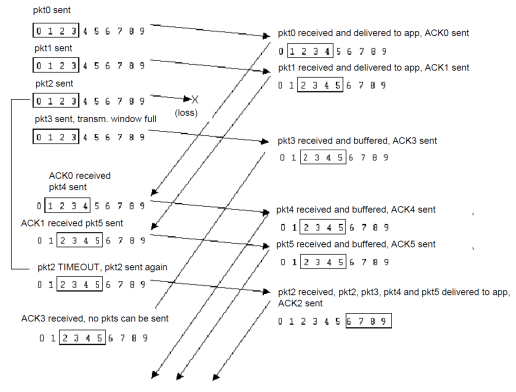 pkt0 sent
0 1 2 3 4 5 6 7 8 9
pkt1 sent
0 1 2 3 4 5 6 7 8 9
pkt2 sent
0 1 2 3 4 5 6 7 8 9
X
(loss)
pkt3 sent, transm. window full
0 1 2 3 4 5 6 7 8 9
ACK0 received
pkt4 sent
0 1 2 3 4 5 6 7 8 9
ACK1 received pkt5 sent
0 1 2 3 4 5 6 7 8 9
pkt2 TIMEOUT, pkt2 sent again
0 1 2 3 4 5 6 7 8 9
ACK3 received, no pkts can be sent
0 1 2 3 4 5 6 7 8 9
pkt0 received and delivered to app, ACK0 sent
0 1 2 3 4 5 6 7 8 9
pkt1 received and delivered to app, ACK1 sent
0 1 2 3 4 5 6 7 8 9
pkt3 received and buffered, ACK3 sent
0 1 2 3 4 5 6 7 8 9
pkt4 received and buffered, ACK4 sent ,
0 1 2 3 4 5 6 7 8 9
pkt5 received and buffered, ACK5 sent ,
0 1 2 3 4 5 6 7 8 9
pkt2 received, pkt2, pkt3, pkt4 and pkt5 delivered to app,
ACK2 sent
0 1 2 3 4 5 6 7 8 9